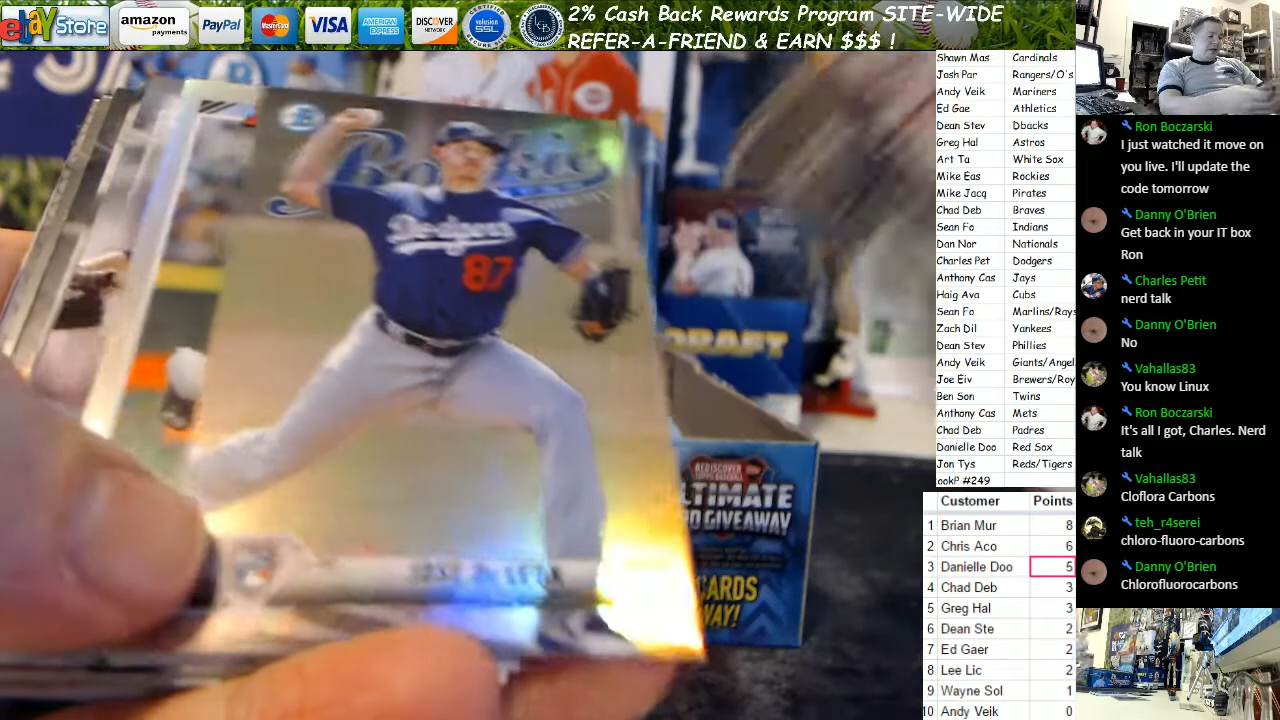 ebay Store
amazon
payments
PayPal
MasterCard
VISA
AMERICAN
EXPRESS
DISCOVER
NETWORK
volusion
SSL
2% Cash Back Rewards Program SITE-WIDE
REFER-A-FRIEND & EARN $$$ !
Dodgers
87
DRAFT
REDISCOVER
TOPPS BASEBALL
ULTIMATE
GIVEAWAY
CARDS
Shawn Mas Cardinals
Josh Par Rangers/O's
Andy Veik Mariners
Ed Gae Athletics
Dean Stev Dbacks
Greg Hal Astros
Art Ta White Sox
Mike Eas Rockies
Mike Jacq Pirates
Chad Deb Braves
Sean Fo Indians
Dan Nor Nationals
Charles Pet Dodgers
Anthony Cas Jays
Haig Ava Cubs
Sean Fo Marlins/Rays
Zach Dil Yankees
Dean Stev Phillies
Andy Veik Giants/Angel
Joe Eiv Brewers/Roy
Ben Son Twins
Anthony Cas Mets
Chad Deb Padres
Danielle Doo Red Sox
Jon Tys Reds/Tigers
ookP #249
Customer Points
1 Brian Mur 8
2 Chris Aco 6
3 Danielle Doo 5
4 Chad Deb 3
5 Greg Hal 3
6 Dean Ste 2
7 Ed Gaer 2
8 Lee Lic 2
9 Wayne Sol 1
10 Andy Veik 0
Ron Boczarski
I just watched it move on
you live. I'll update the
code tomorrow
Danny O'Brien
Get back in your IT box
Ron
Charles Petit
nerd talk
Danny O'Brien
No
Vahallas83
You know Linux
Ron Boczarski
It's all I got, Charles. Nerd
talk
Vahallas83
Cloflora Carbons
teh_r4serei
chloro-fluoro-carbons
Danny O'Brien
Chlorofluorocarbons